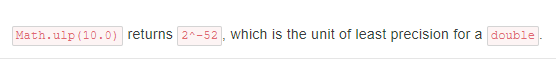 Math.ulp(10.0) returns 2^-52, which is the unit of least precision for a double.